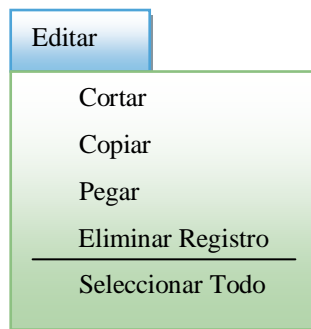 Editar
Cortar
Copiar
Pegar
Eliminar Registro
Seleccionar Todo